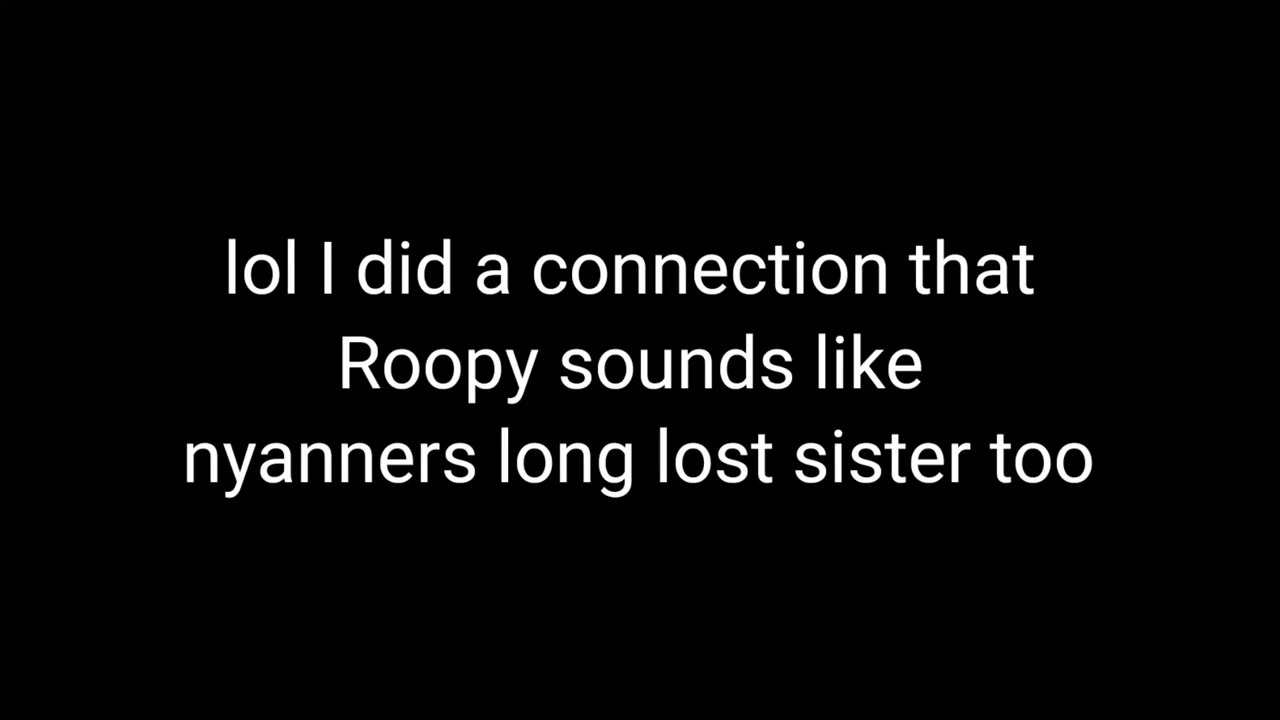 lol I did a connection that
Roopy sounds like
nyanners long lost sister too